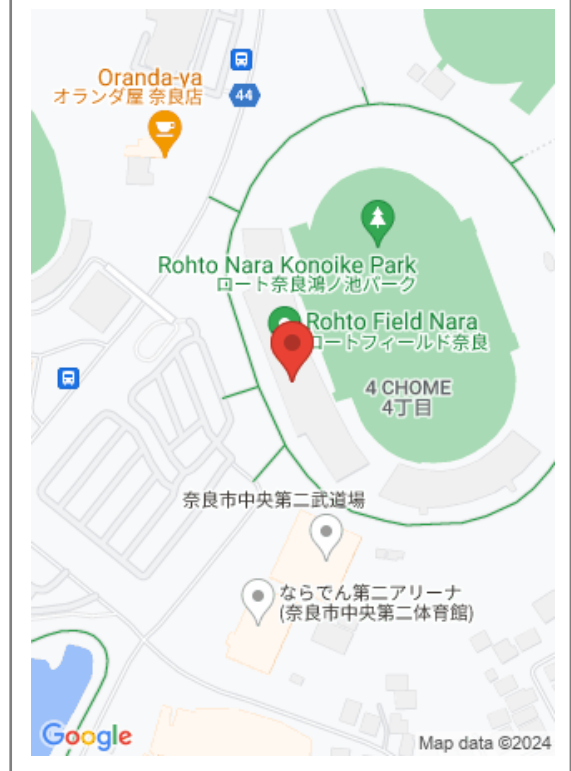 Oranda-ya
オランダ屋 奈良店
44
Rohto Nara Konoike Park
ロート奈良鴻ノ池パーク
Rohto Field Nara
ロートフィールド奈良
4 CHOME
4丁目
奈良市中央第二武道場
ならでん第二アリーナ
(奈良市中央第二体育館)
Google
Map data ©2024